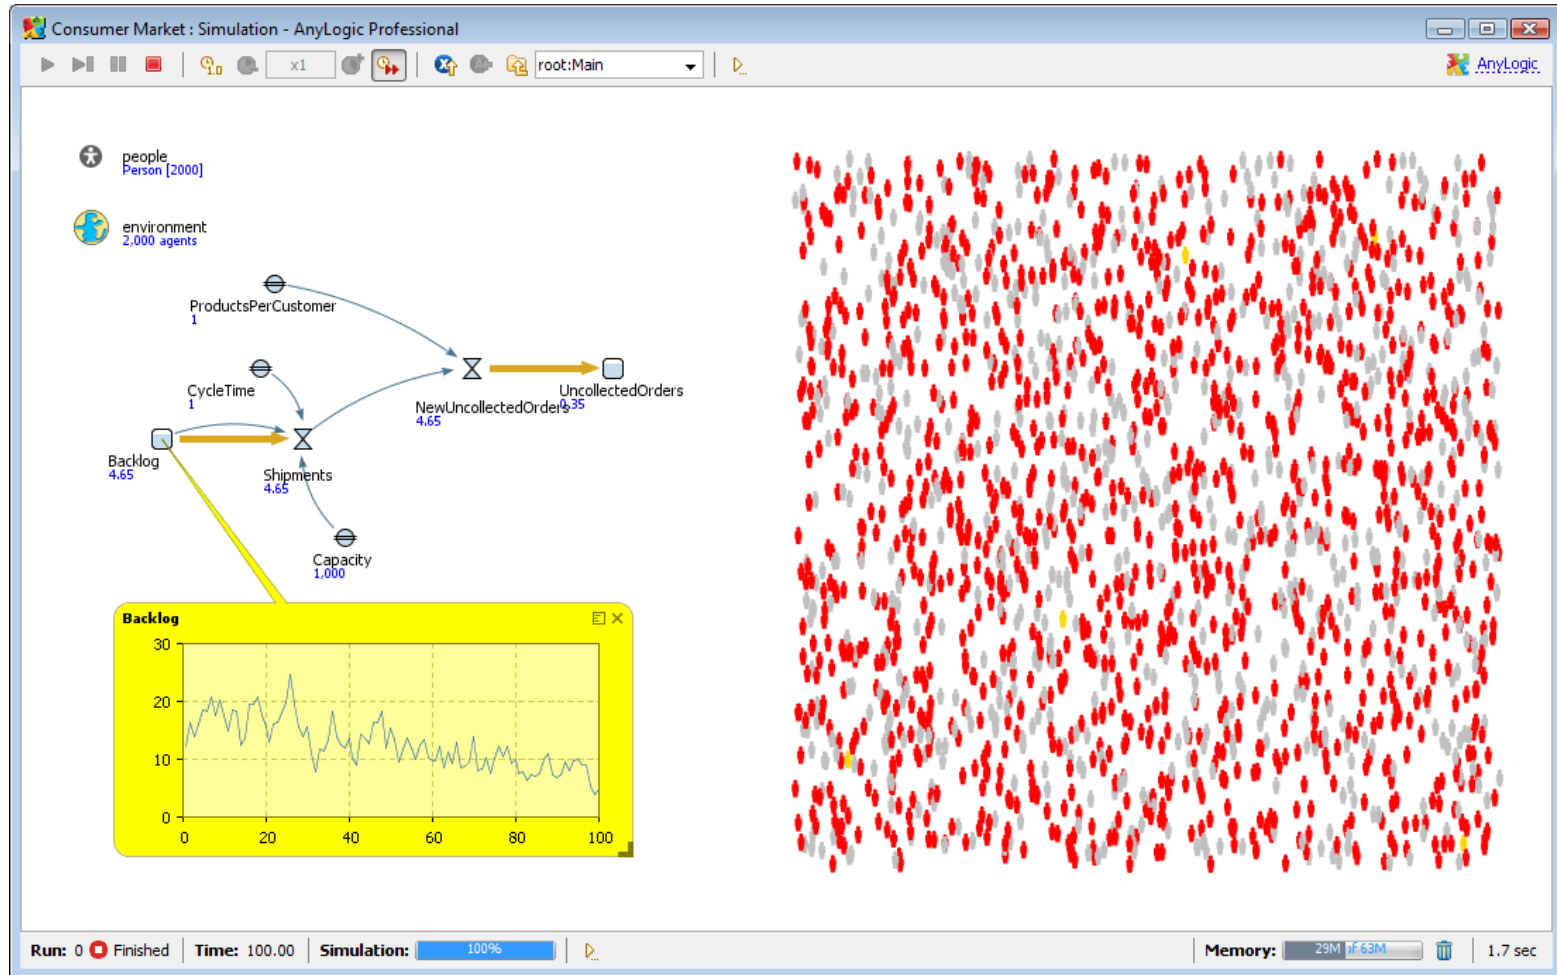 Consumer Market : Simulation - AnyLogic Professional
1.0 x1 root:Main AnyLogic
people
Person [2000]
environment
2,000 agents
ProductsPerCustomer
1
CycleTime
1
UncollectedOrders
0.35
NewUncollectedOrders
4.65
Backlog
4.65
Shipments
4.65
Capacity
1,000
Backlog
30
20
10
0
0 20 40 60 80 100
Run: 0 Finished Time: 100.00 Simulation: 100% Memory: 29M of 63M 1.7 sec